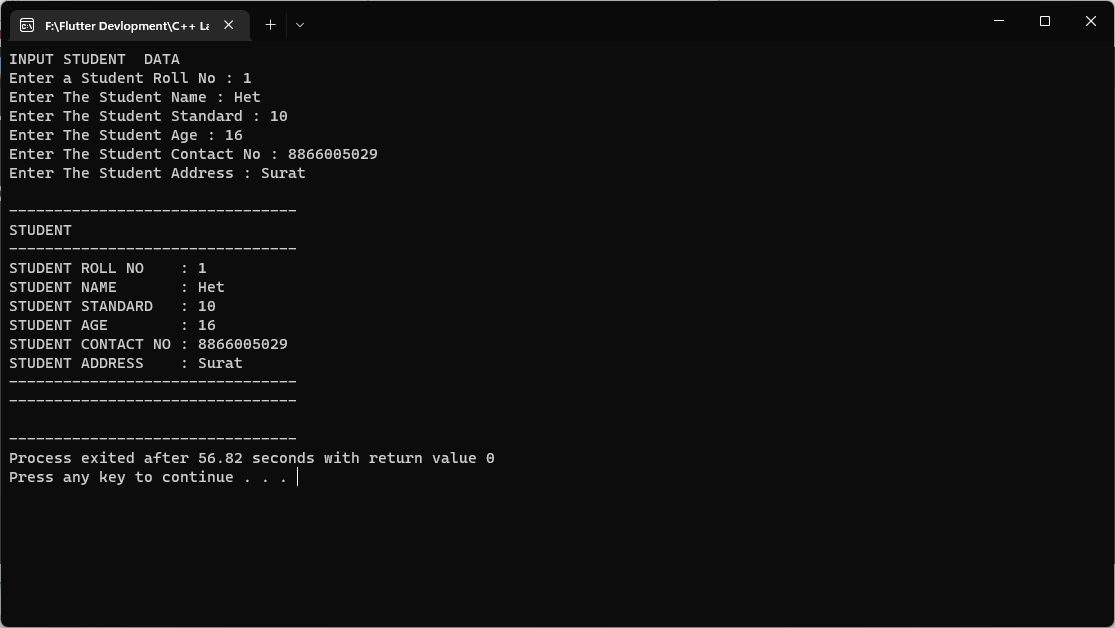 F:\Flutter Devlopment\C++ La
INPUT STUDENT  DATA
Enter a Student Roll No : 1
Enter The Student Name : Het
Enter The Student Standard : 10
Enter The Student Age : 16
Enter The Student Contact No : 8866005029
Enter The Student Address : Surat
--------------------------------
STUDENT
--------------------------------
STUDENT ROLL NO    : 1
STUDENT NAME       : Het
STUDENT STANDARD   : 10
STUDENT AGE        : 16
STUDENT CONTACT NO : 8866005029
STUDENT ADDRESS    : Surat
--------------------------------
--------------------------------
--------------------------------
Process exited after 56.82 seconds with return value 0
Press any key to continue . . .